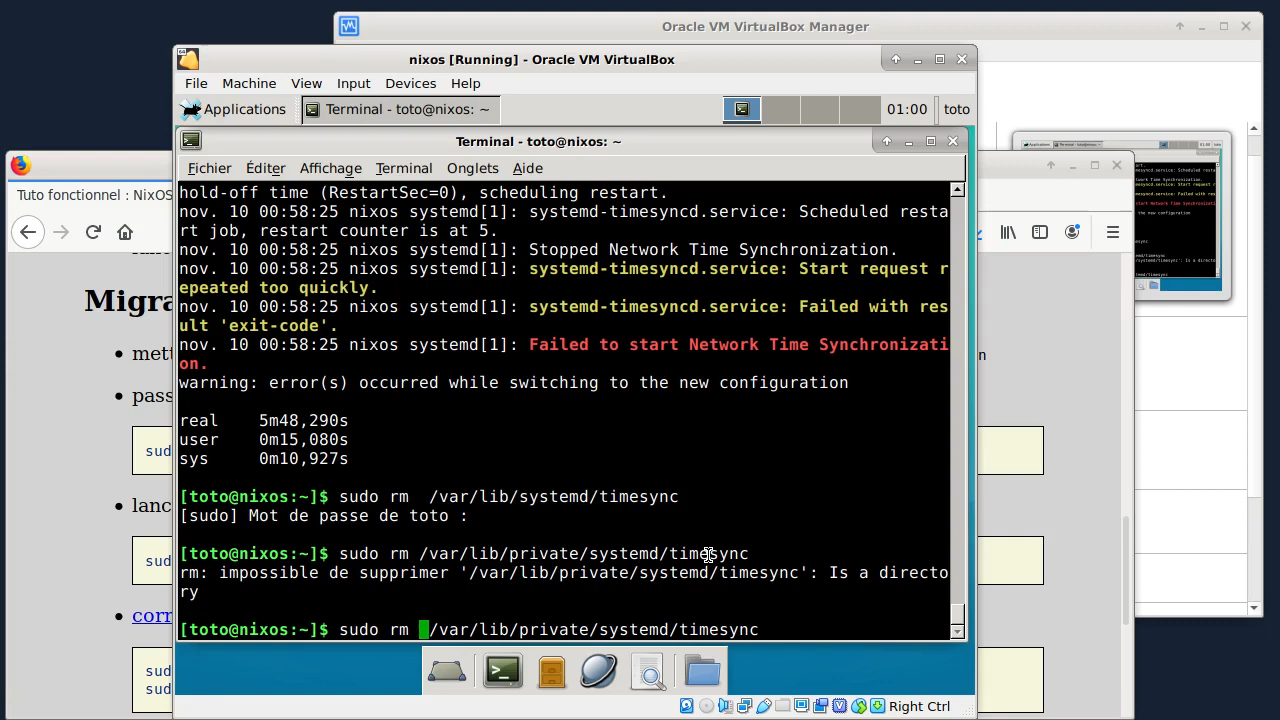 Oracle VM VirtualBox Manager
nixos [Running] - Oracle VM VirtualBox
File Machine View Input Devices Help
Applications
Terminal - toto@nixos: ~
01:00 toto
Terminal - toto@nixos: ~
Fichier Éditer Affichage Terminal Onglets Aide
hold-off time (RestartSec=0), scheduling restart.
nov. 10 00:58:25 nixos systemd[1]: systemd-timesyncd.service: Scheduled resta
rt job, restart counter is at 5.
nov. 10 00:58:25 nixos systemd[1]: Stopped Network Time Synchronization.
nov. 10 00:58:25 nixos systemd[1]: systemd-timesyncd.service: Start request r
epeated too quickly.
nov. 10 00:58:25 nixos systemd[1]: systemd-timesyncd.service: Failed with res
ult 'exit-code'.
nov. 10 00:58:25 nixos systemd[1]: Failed to start Network Time Synchronizati
on.
warning: error(s) occurred while switching to the new configuration
real 5m48,290s
user 0m15,080s
sys 0m10,927s
[toto@nixos:~]$ sudo rm  /var/lib/systemd/timesync
[sudo] Mot de passe de toto :
[toto@nixos:~]$ sudo rm /var/lib/private/systemd/timesync
rm: impossible de supprimer '/var/lib/private/systemd/timesync': Is a directo
ry
[toto@nixos:~]$ sudo rm  /var/lib/private/systemd/timesync
Right Ctrl
Tuto fonctionnel : NixOS
Migra
mett
pass
sudo
lanc
sudo
corr
sudo
sud